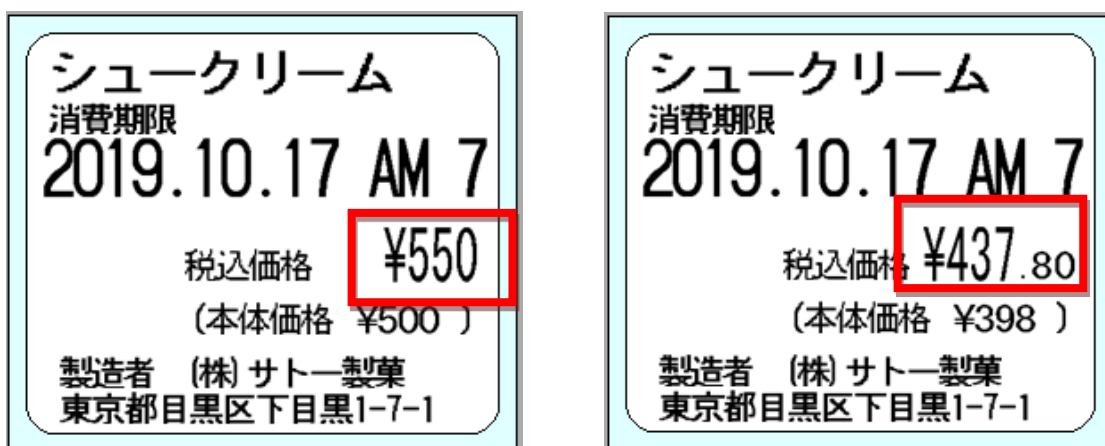 シュークリーム
消費期限
2019.10.17 AM 7
税込価格 ¥550
(本体価格 ¥500 )
製造者 (株) サトー製菓
東京都目黒区下目黒1-7-1
シュークリーム
消費期限
2019.10.17 AM 7
税込価格 ¥437.80
(本体価格 ¥398 )
製造者 (株) サトー製菓
東京都目黒区下目黒1-7-1